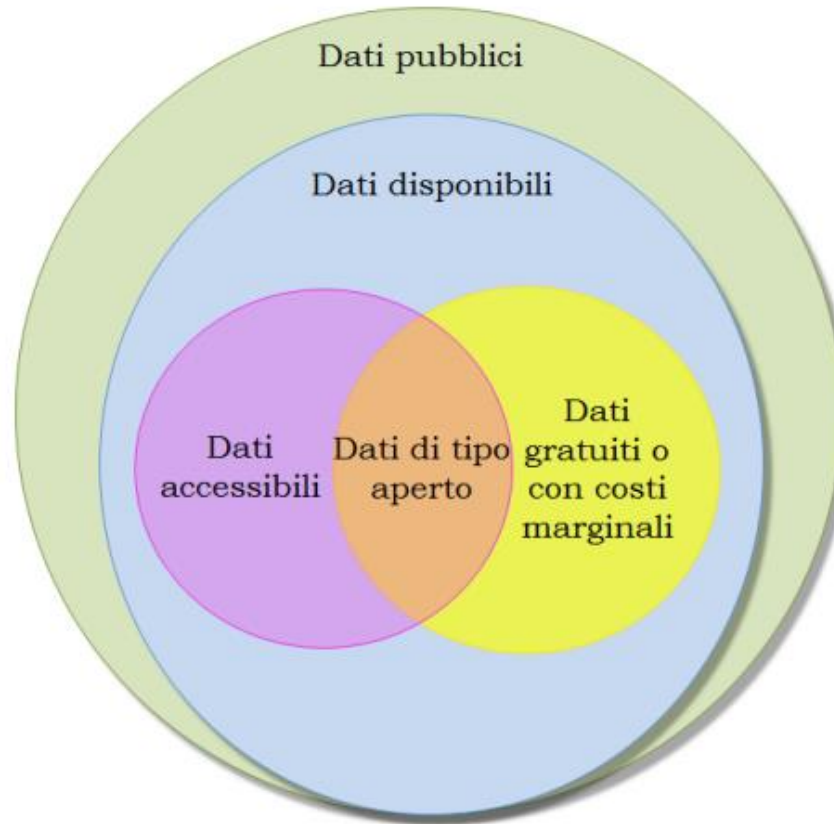 Dati pubblici
Dati disponibili
Dati
accessibili
Dati di tipo
aperto
Dati
gratuiti o
con costi
marginali